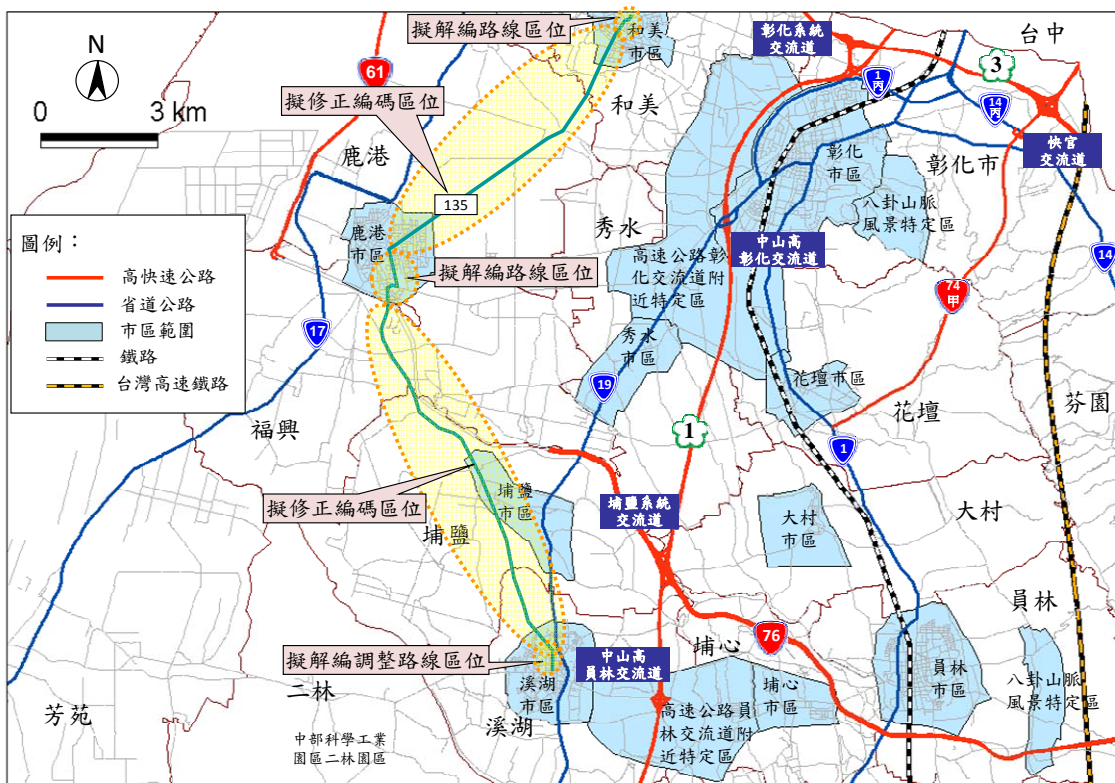 擬解編路線區位
和美
市區
彰化系統
交流道
台中
N
61
1
丙
3
14
丙
0 3 km
擬修正編碼區位
和美
鹿港
彰化
市區
彰化市
快官
交流道
135
八卦山脈
風景特定區
圖例：
高快速公路
省道公路
市區範圍
鐵路
台灣高速鐵路
鹿港
市區
秀水
高速公路彰
化交流道附
近特定區
中山高
彰化交流道
14
擬解編路線區位
74
甲
17
秀水
市區
19
花壇市區
花壇
芬園
福興
1
1
擬修正編碼區位
埔鹽
市區
埔鹽系統
交流道
大村
市區
大村
埔鹽
員林
擬解編調整路線區位
中山高
員林交流道
埔心
76
溪湖
市區
二林
芳苑
溪湖
高速公路員
林交流道附
近特定區
埔心
市區
員林
市區
八卦山脈
風景特定區
中部科學工業
園區二林園區